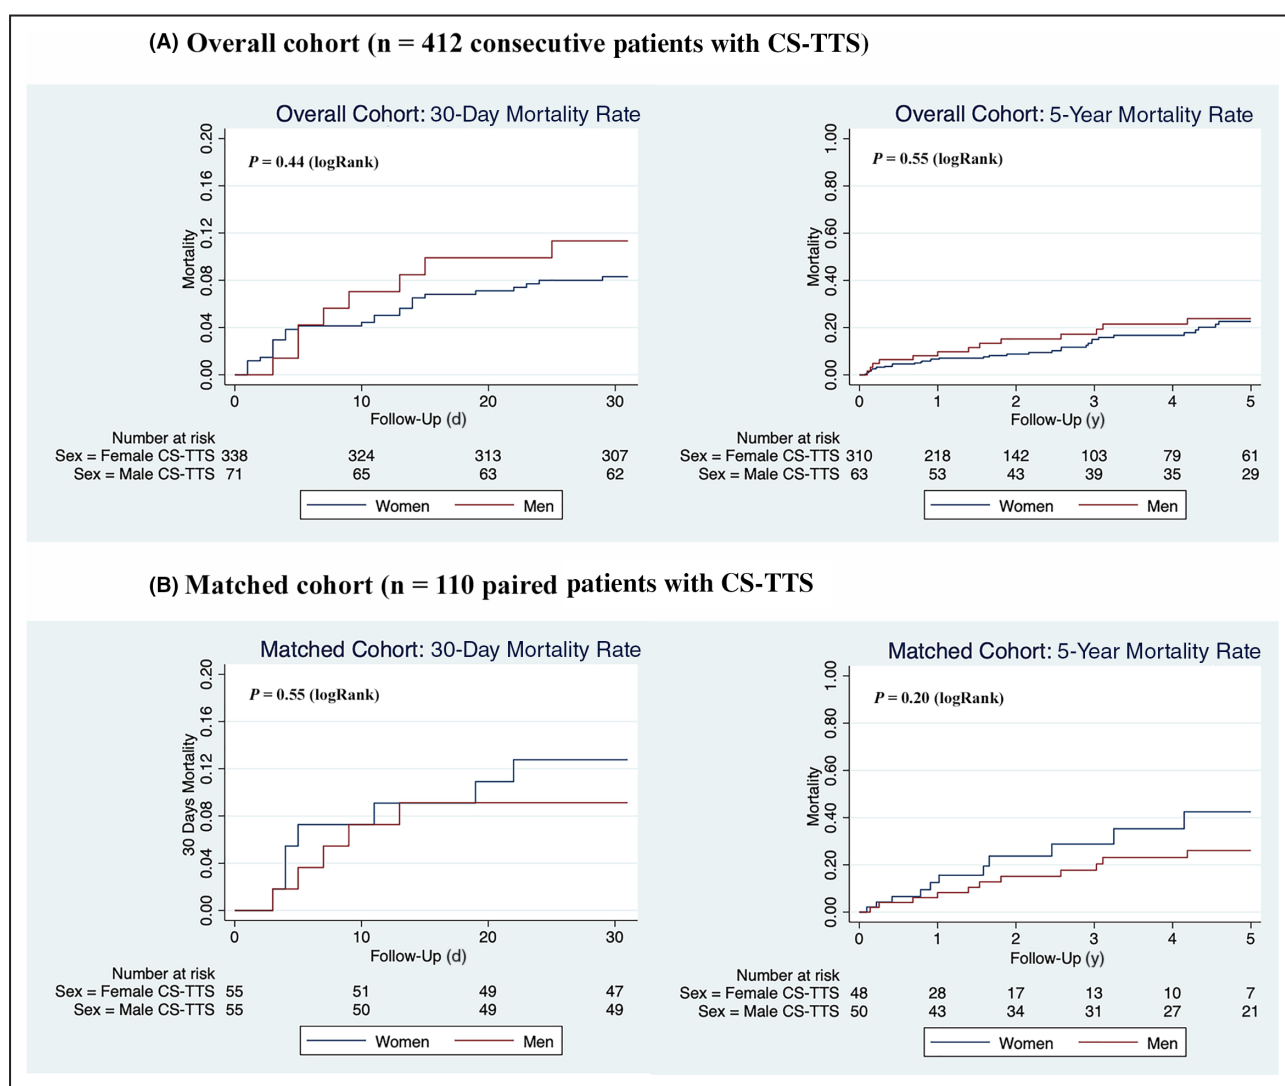 (A) Overall cohort (n = 412 consecutive patients with CS-TTS)
Overall Cohort: 30-Day Mortality Rate
P = 0.44 (logRank)
Mortality
0.20
0.16
0.12
0.08
0.04
0.00
0 10 20 30
Follow-Up (d)
Number at risk
Sex = Female CS-TTS 338 324 313 307
Sex = Male CS-TTS 71 65 63 62
Women Men
Overall Cohort: 5-Year Mortality Rate
P = 0.55 (logRank)
Mortality
1.00
0.80
0.60
0.40
0.20
0.00
0 1 2 3 4 5
Follow-Up (y)
Number at risk
Sex = Female CS-TTS 310 218 142 103 79 61
Sex = Male CS-TTS 63 53 43 39 35 29
Women Men
(B) Matched cohort (n = 110 paired patients with CS-TTS
Matched Cohort: 30-Day Mortality Rate
P = 0.55 (logRank)
30 Days Mortality
0.20
0.16
0.12
0.08
0.04
0.00
0 10 20 30
Follow-Up (d)
Number at risk
Sex = Female CS-TTS 55 51 49 47
Sex = Male CS-TTS 55 50 49 49
Women Men
Matched Cohort: 5-Year Mortality Rate
P = 0.20 (logRank)
Mortality
1.00
0.80
0.60
0.40
0.20
0.00
0 1 2 3 4 5
Follow-Up (y)
Number at risk
Sex = Female CS-TTS 48 28 17 13 10 7
Sex = Male CS-TTS 50 43 34 31 27 21
Women Men